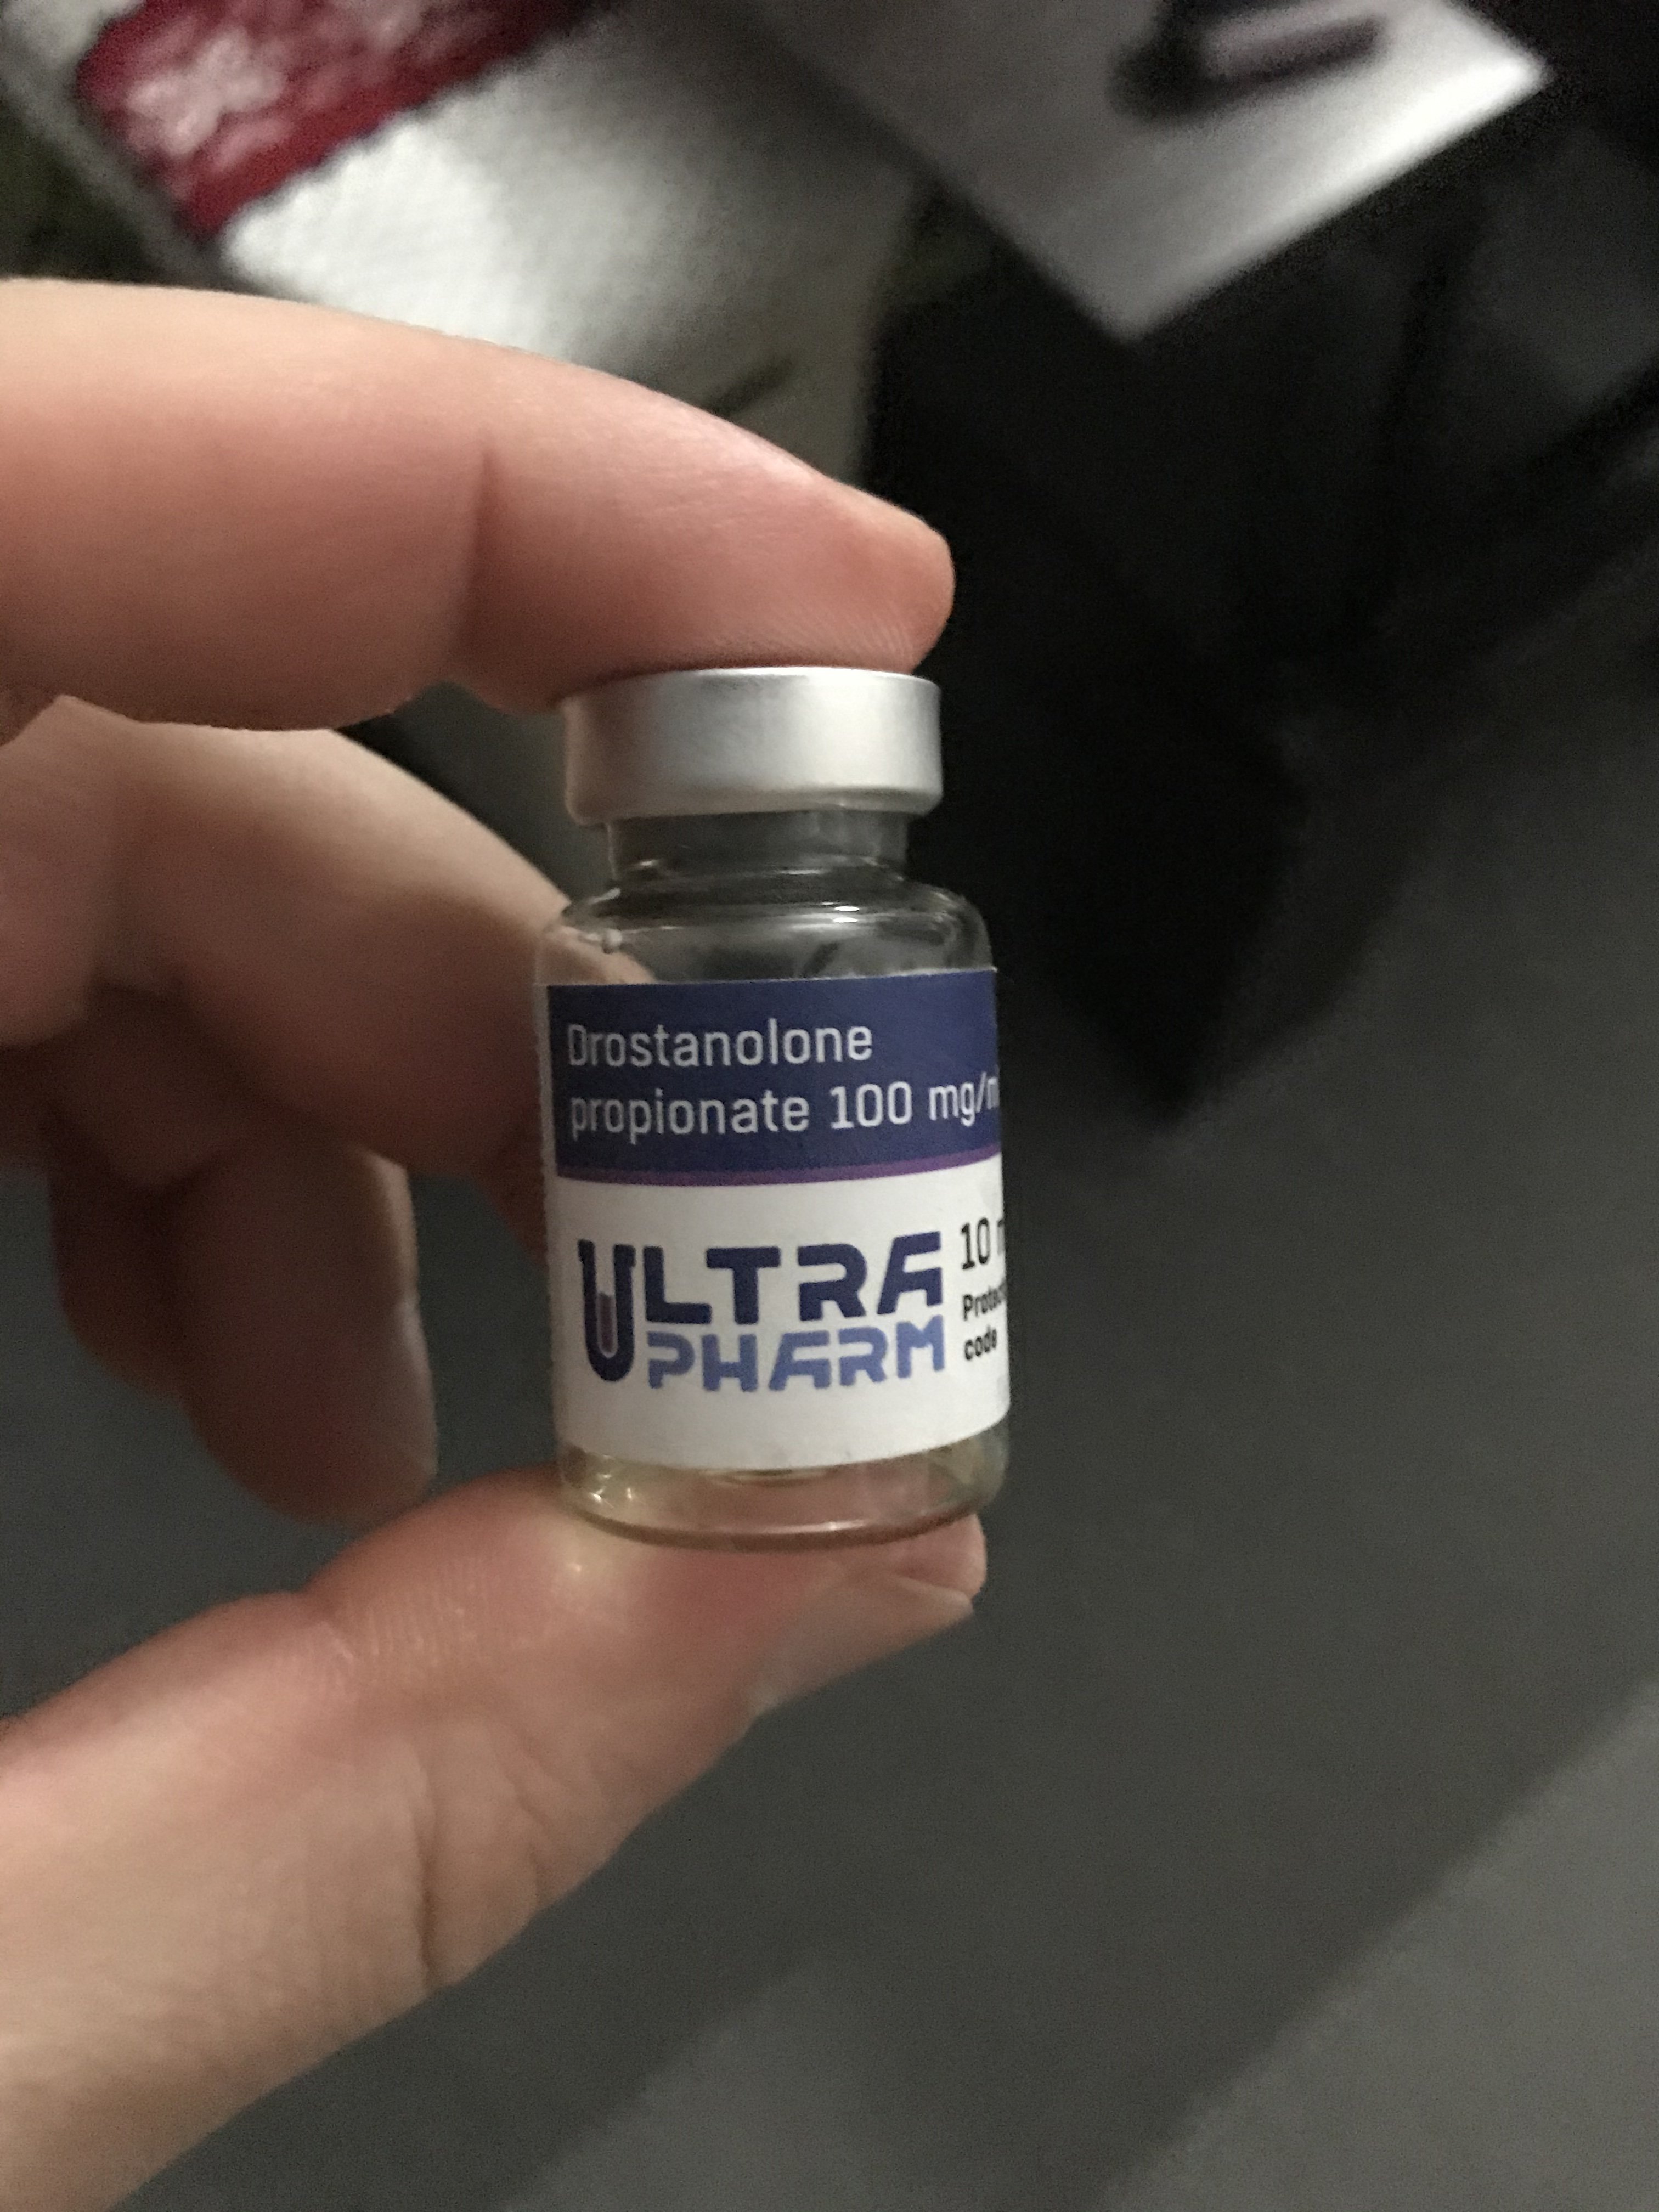 Drostanolone
propionate 100 mg/m
ULTRA
PHARM
10
code